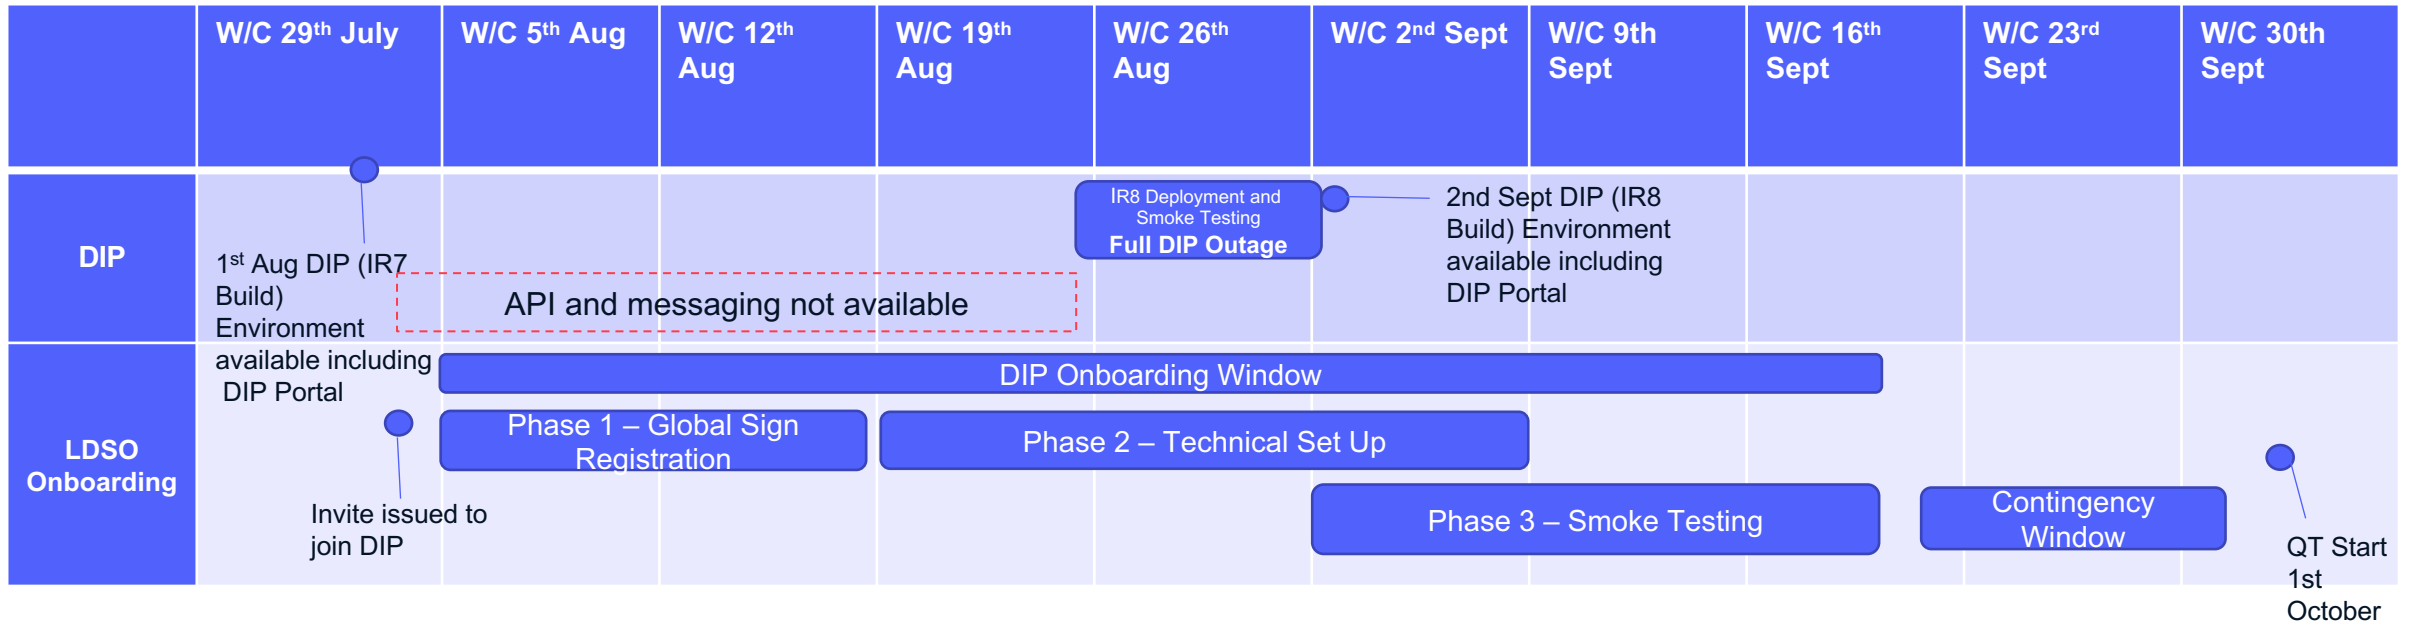 W/C 29th July
W/C 5th Aug
W/C 12th
Aug
W/C 19th
Aug
W/C 26th
Aug
W/C 2nd Sept
W/C 9th
Sept
W/C 16th
Sept
W/C 23rd
Sept
W/C 30th
Sept
DIP
1st Aug DIP (IR7
Build)
Environment
available including
DIP Portal
API and messaging not available
IR8 Deployment and
Smoke Testing
Full DIP Outage
2nd Sept DIP (IR8
Build) Environment
available including
DIP Portal
LDSO
Onboarding
DIP Onboarding Window
Phase 1 – Global Sign
Registration
Phase 2 – Technical Set Up
Invite issued to
join DIP
Phase 3 – Smoke Testing
Contingency
Window
QT Start
1st
October